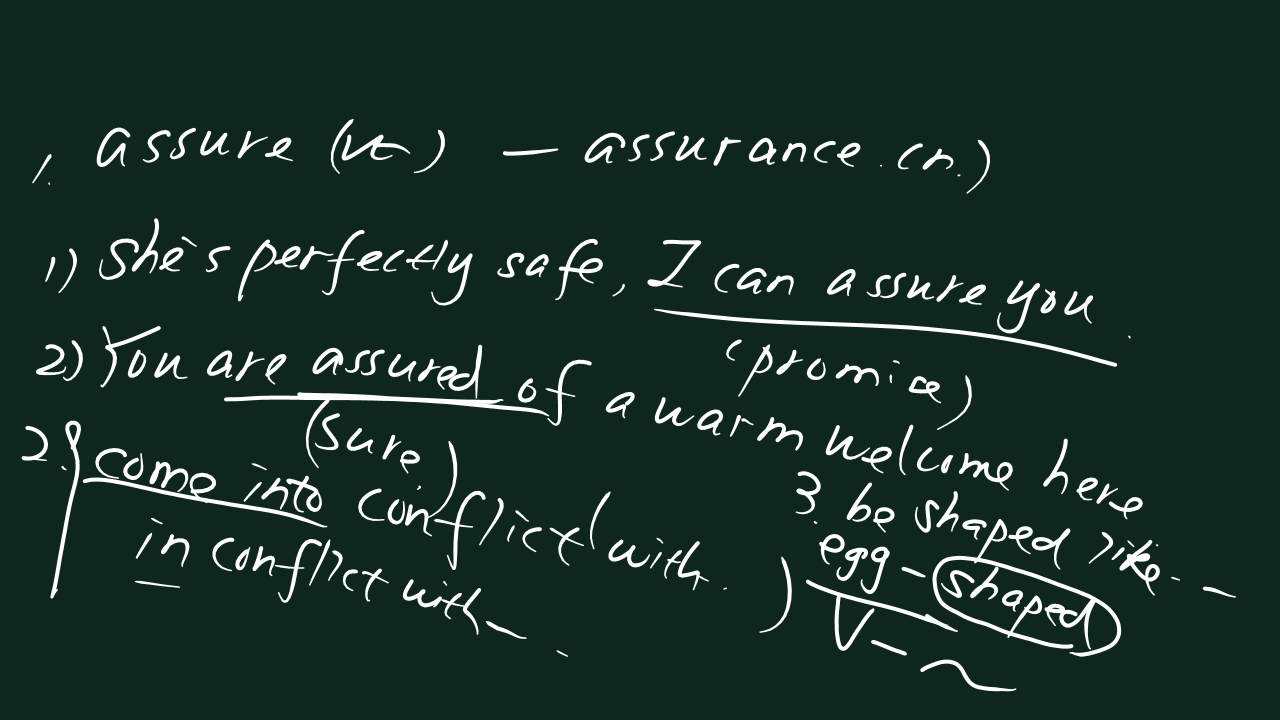 1. assure (vt) — assurance. (n.)
1) She's perfectly safe, I can assure you.
(promise)
2) You are assured of a warm welcome here
(sure.)
2. come into conflict (with. )
in conflict with— .
3. be shaped like - —
egg - shaped
V— ~